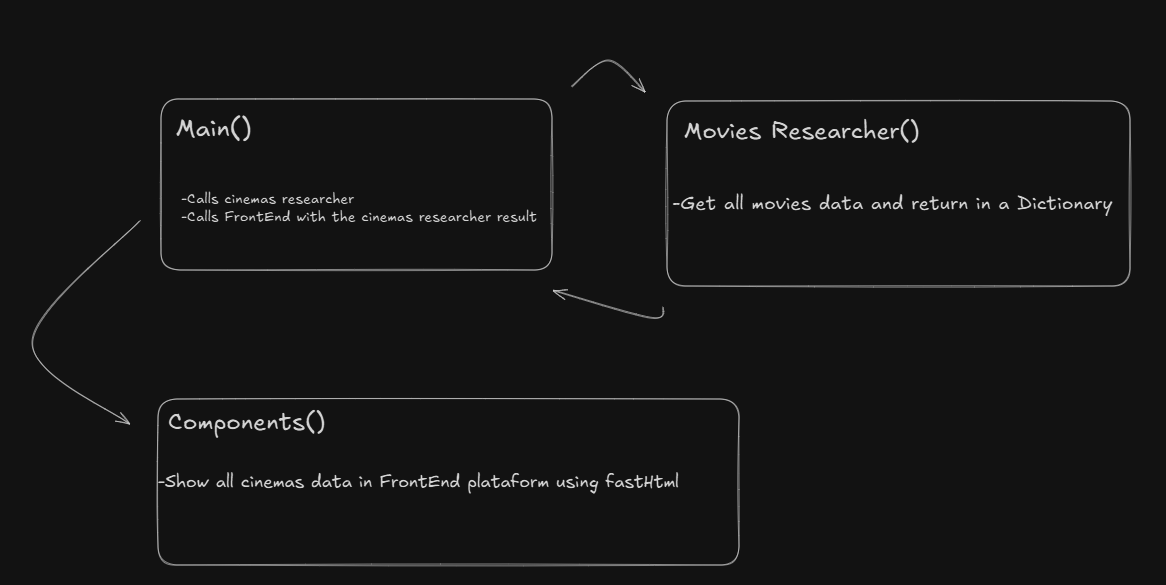 Main()
-Calls cinemas researcher
-Calls FrontEnd with the cinemas researcher result
Movies Researcher()
-Get all movies data and return in a Dictionary
Components()
-Show all cinemas data in FrontEnd plataform using fastHtml